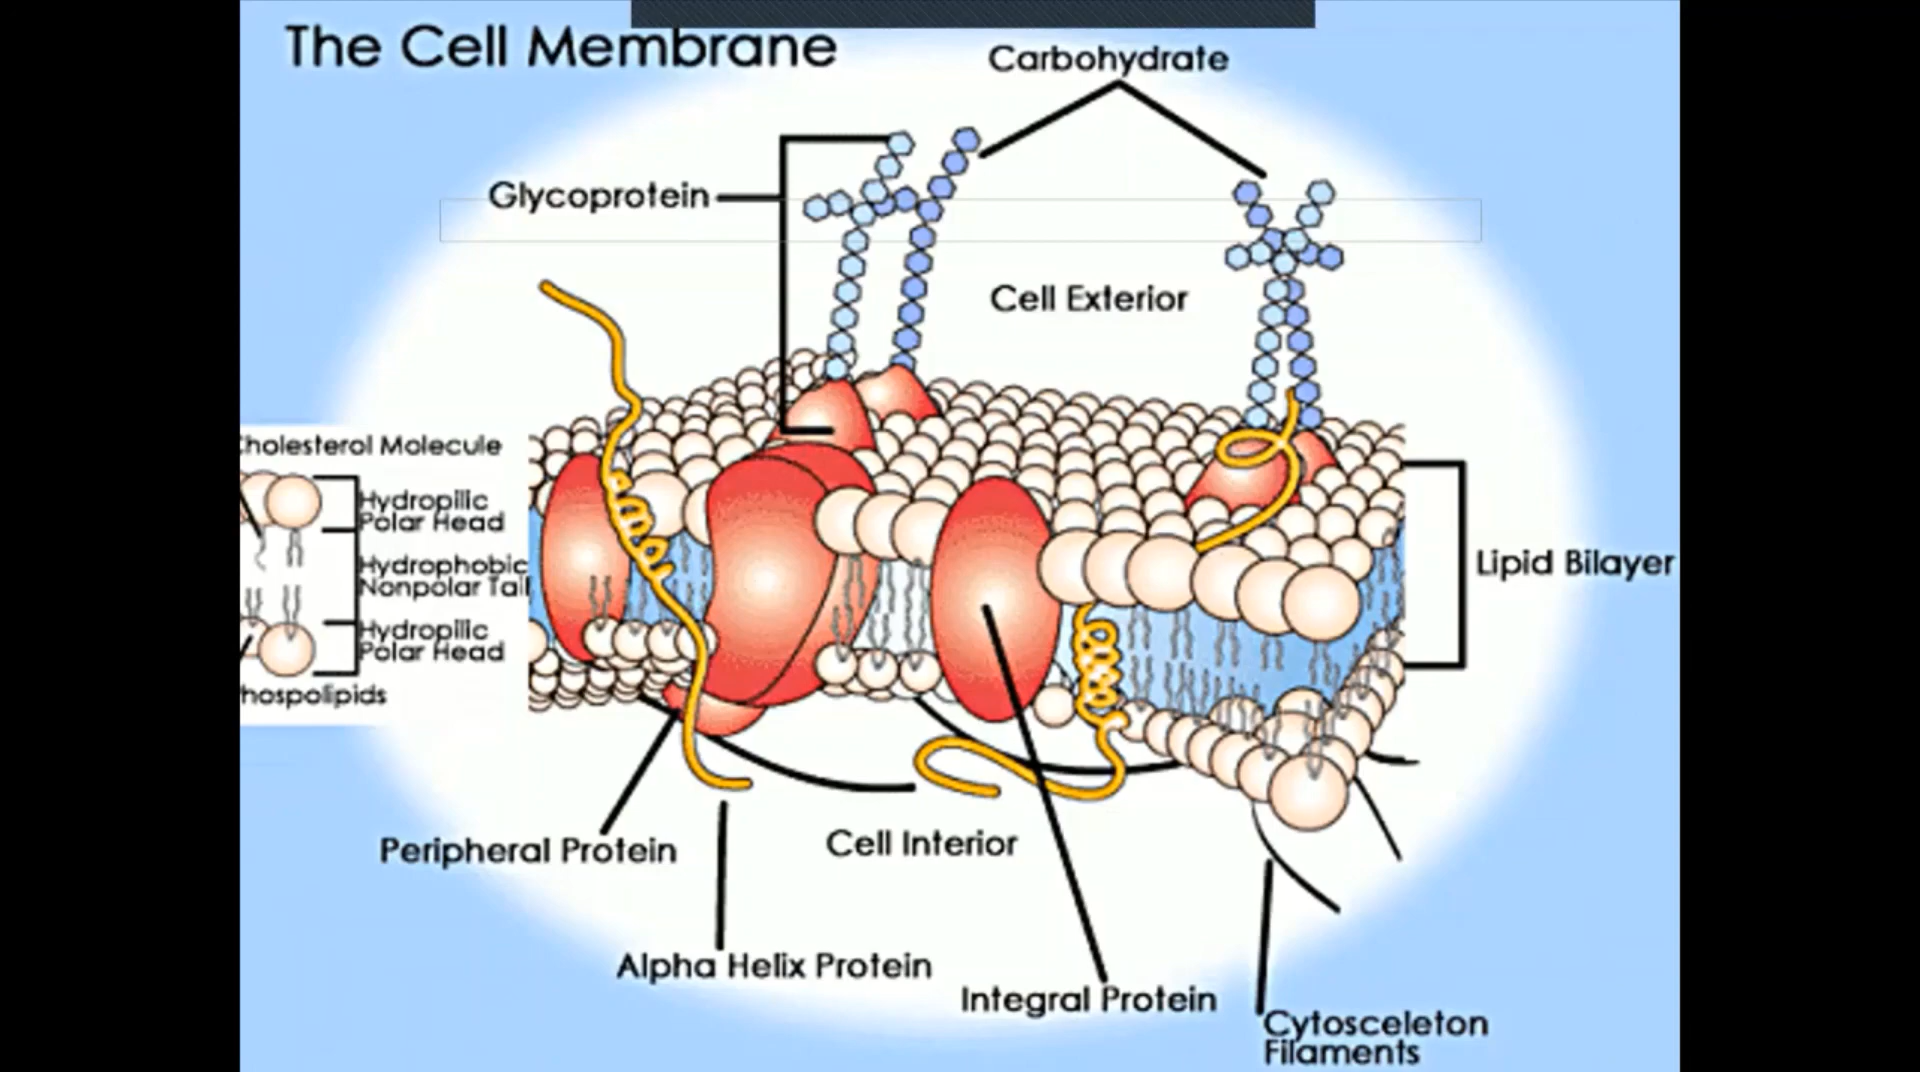 The Cell Membrane
Carbohydrate
Glycoprotein
Cell Exterior
Cholesterol Molecule
Hydropilic
Polar Head
Hydrophobic
Nonpolar Tail
Hydropilic
Polar Head
hospolipids
Lipid Bilayer
Peripheral Protein
Cell Interior
Alpha Helix Protein
Integral Protein
Cytosceleton
Filaments